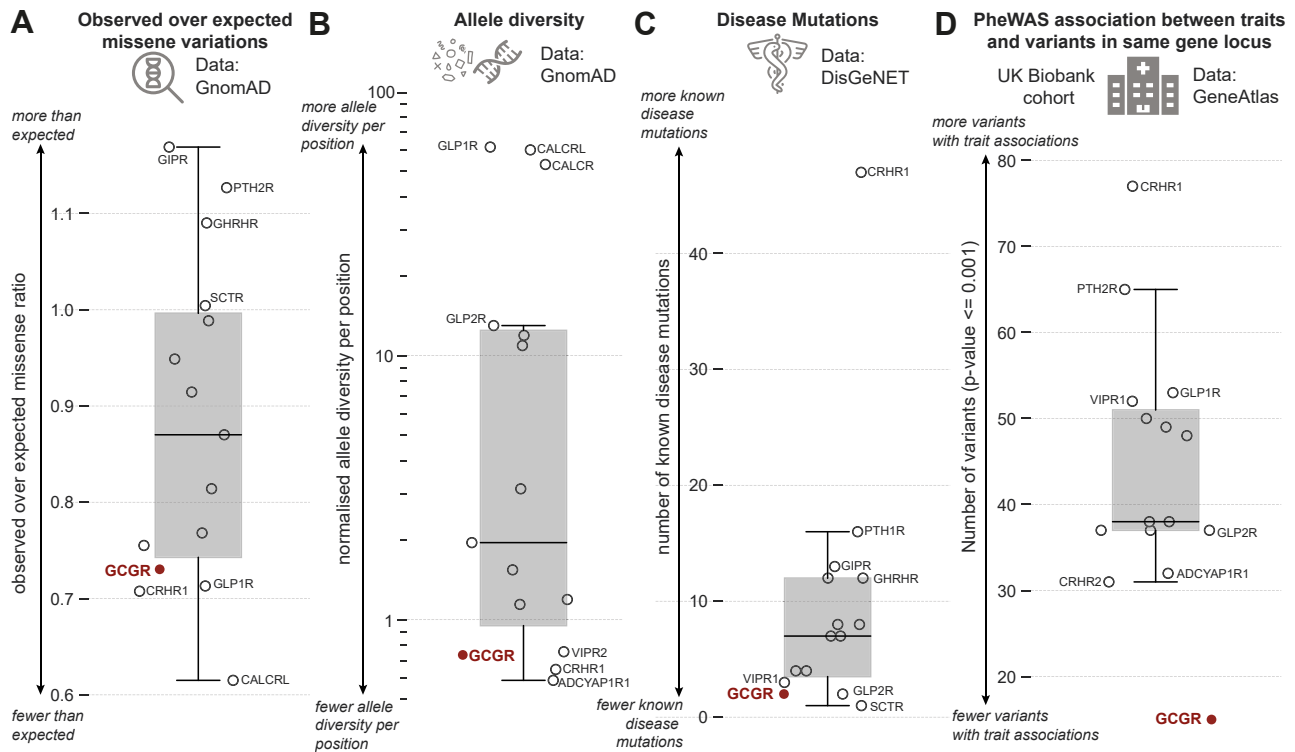 A
Observed over expected
missene variations
Data:
GnomAD
more than
expected
GIPR
PTH2R
GHRHR
SCTR
GCGR
GLP1R
CRHR1
CALCRL
1.1
1.0
0.9
0.8
0.7
0.6
observed over expected missense ratio
fewer than
expected
B
Allele diversity
Data:
GnomAD
more allele
diversity per
position
100
10
1
normalised allele diversity per position
GLP1R
CALCRL
CALCR
GLP2R
GCGR
VIPR2
CRHR1
ADCYAP1R1
fewer allele
diversity per
position
C
Disease Mutations
Data:
DisGeNET
more known
disease
mutations
40
30
20
10
0
number of known disease mutations
CRHR1
PTH1R
GIPR
GHRHR
VIPR1
GCGR
GLP2R
SCTR
fewer known
disease
mutations
D
PheWAS association between traits
and variants in same gene locus
UK Biobank
cohort
Data:
GeneAtlas
more variants
with trait associations
80
70
60
50
40
30
20
Number of variants (p-value <= 0.001)
CRHR1
PTH2R
VIPR1
GLP1R
GLP2R
CRHR2
ADCYAP1R1
GCGR
fewer variants
with trait associations